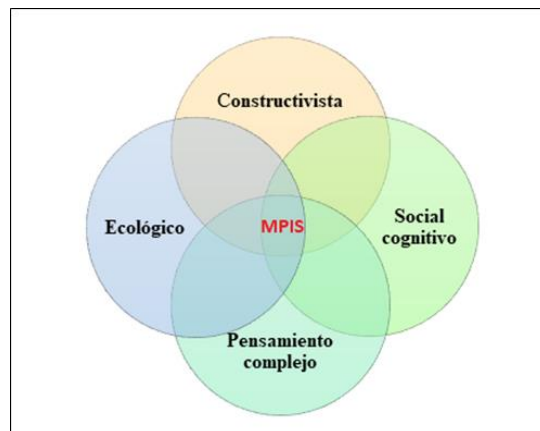 Constructivista
Ecológico
MPIS
Social
cognitivo
Pensamiento
complejo